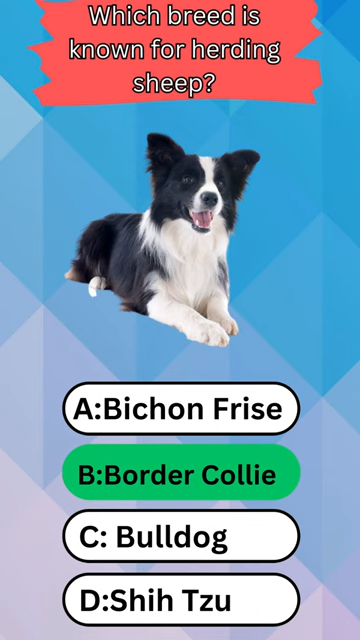 Which breed is
known for herding
sheep?
A:Bichon Frise
B:Border Collie
C: Bulldog
D:Shih Tzu